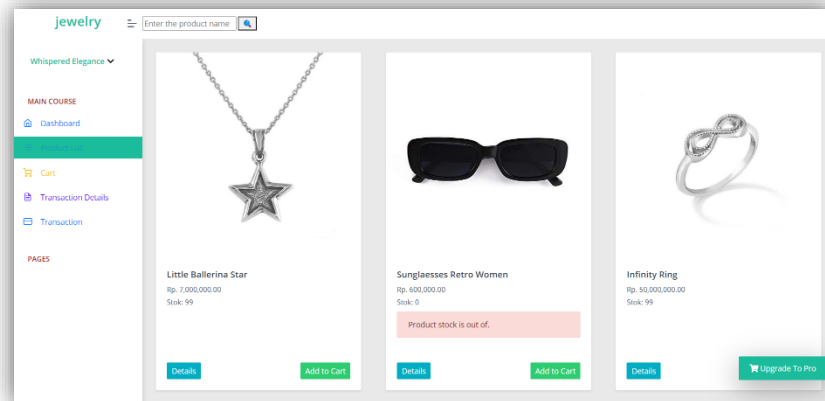 jewelry
Enter the product name
Whispered Elegance
MAIN COURSE
Dashboard
Product List
Cart
Transaction Details
Transaction
PAGES
Little Ballerina Star
Rp. 7,000,000.00
Stok: 99
Details
Add to Cart
Sunglaesses Retro Women
Rp. 600,000.00
Stok: 0
Product stock is out of.
Details
Add to Cart
Infinity Ring
Rp. 50,000,000.00
Stok: 99
Details
Upgrade To Pro